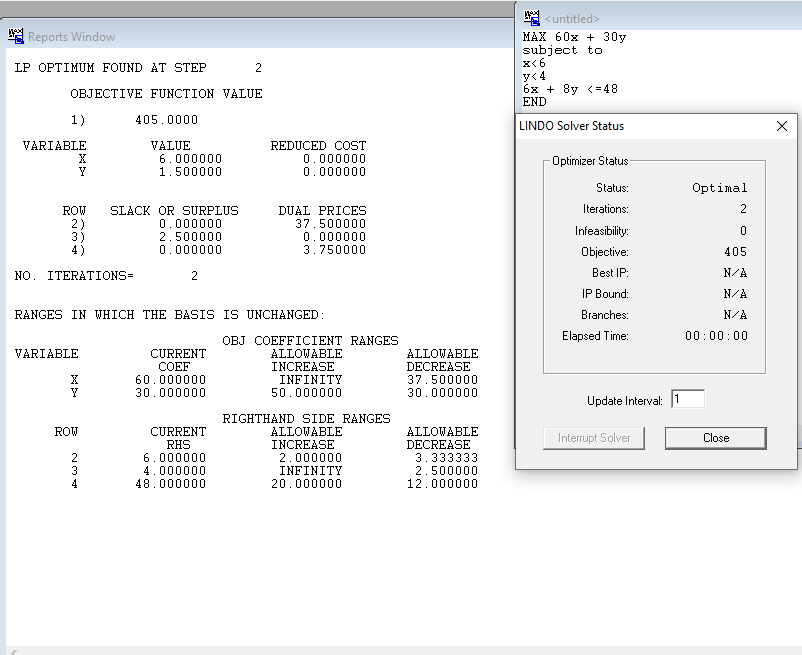 Reports Window
LP OPTIMUM FOUND AT STEP      2
OBJECTIVE FUNCTION VALUE
1)      405.0000
VARIABLE        VALUE          REDUCED COST
X         6.000000          0.000000
Y         1.500000          0.000000
ROW   SLACK OR SURPLUS     DUAL PRICES
2)         0.000000         37.500000
3)         2.500000          0.000000
4)         0.000000          3.750000
NO. ITERATIONS=       2
RANGES IN WHICH THE BASIS IS UNCHANGED:
OBJ COEFFICIENT RANGES
VARIABLE         CURRENT        ALLOWABLE        ALLOWABLE
COEF          INCREASE         DECREASE
X       60.000000         INFINITY        37.500000
Y       30.000000        50.000000        30.000000
RIGHTHAND SIDE RANGES
ROW         CURRENT        ALLOWABLE        ALLOWABLE
RHS          INCREASE         DECREASE
2        6.000000         2.000000         3.333333
3        4.000000         INFINITY         2.500000
4       48.000000        20.000000        12.000000
<untitled>
MAX 60x + 30y
subject to
x<6
y<4
6x + 8y <=48
END
LINDO Solver Status
Optimizer Status
Status: Optimal
Iterations: 2
Infeasibility: 0
Objective: 405
Best IP: N/A
IP Bound: N/A
Branches: N/A
Elapsed Time: 00:00:00
Update Interval: 1
Interrupt Solver Close